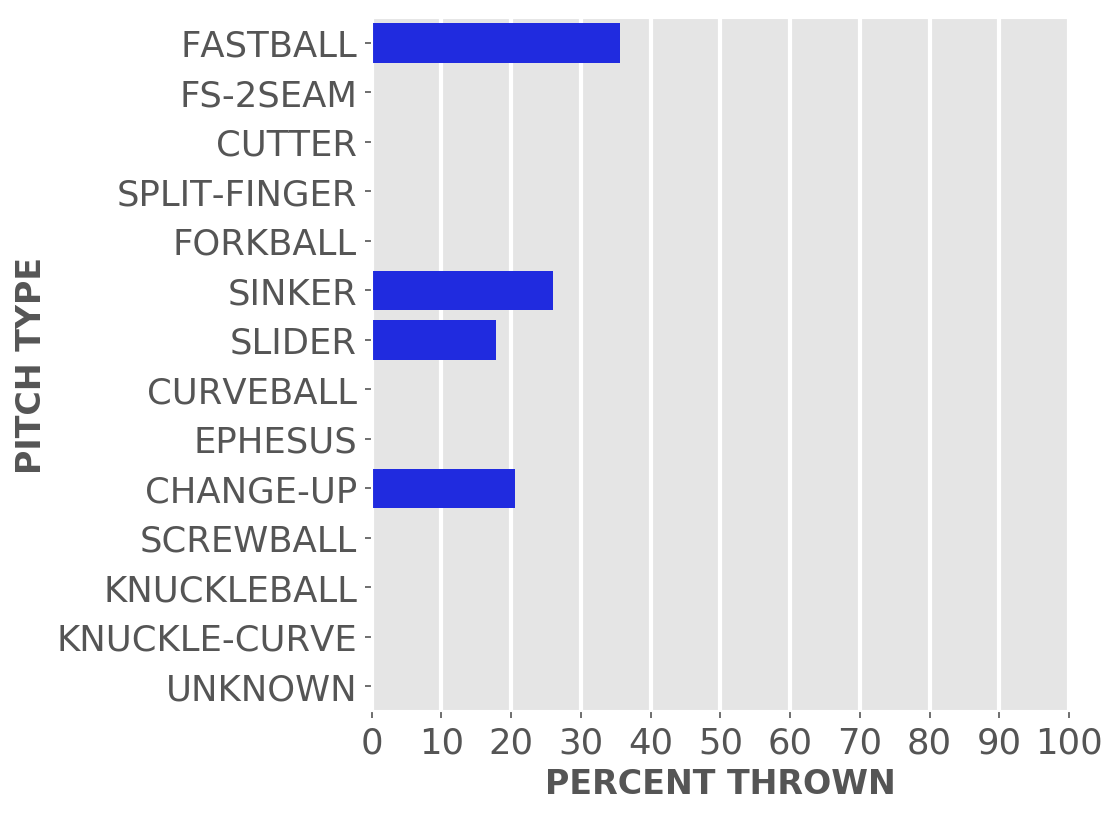 PITCH TYPE
FASTBALL
FS-2SEAM
CUTTER
SPLIT-FINGER
FORKBALL
SINKER
SLIDER
CURVEBALL
EPHESUS
CHANGE-UP
SCREWBALL
KNUCKLEBALL
KNUCKLE-CURVE
UNKNOWN
0 10 20 30 40 50 60 70 80 90 100
PERCENT THROWN